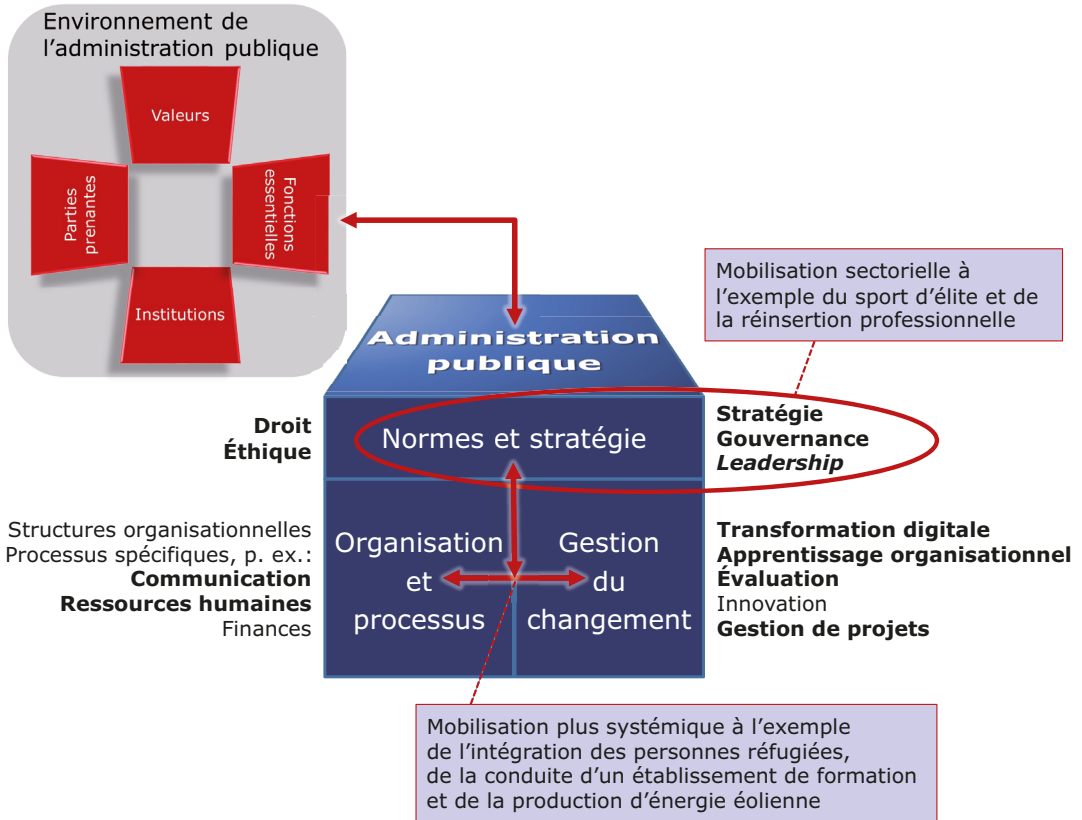 Environnement de
l'administration publique
Valeurs
Parties
prenantes
Fonctions
essentielles
Institutions
Mobilisation sectorielle à
l'exemple du sport d'élite et de
la réinsertion professionnelle
Administration
publique
Droit
Éthique
Normes et stratégie
Stratégie
Gouvernance
Leadership
Structures organisationnelles
Processus spécifiques, p. ex.:
Communication
Ressources humaines
Finances
Organisation
et
processus
Gestion
du
changement
Transformation digitale
Apprentissage organisationnel
Évaluation
Innovation
Gestion de projets
Mobilisation plus systémique à l'exemple
de l'intégration des personnes réfugiées,
de la conduite d'un établissement de formation
et de la production d'énergie éolienne